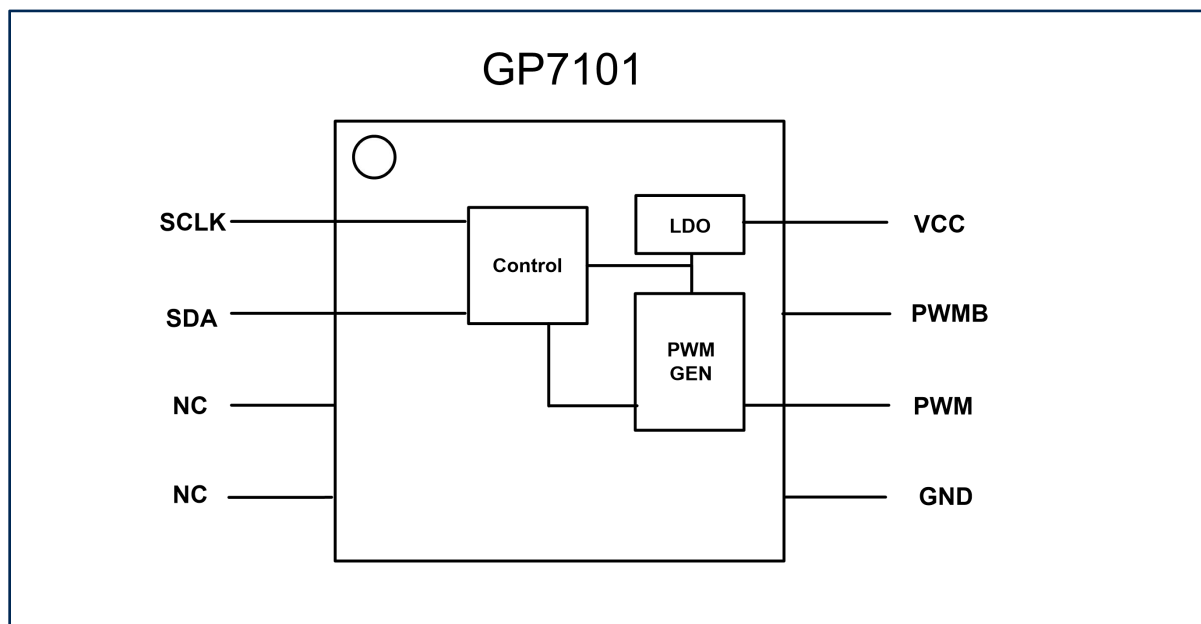 GP7101
SCLK
SDA
NC
NC
Control
LDO
PWM
GEN
VCC
PWMB
PWM
GND